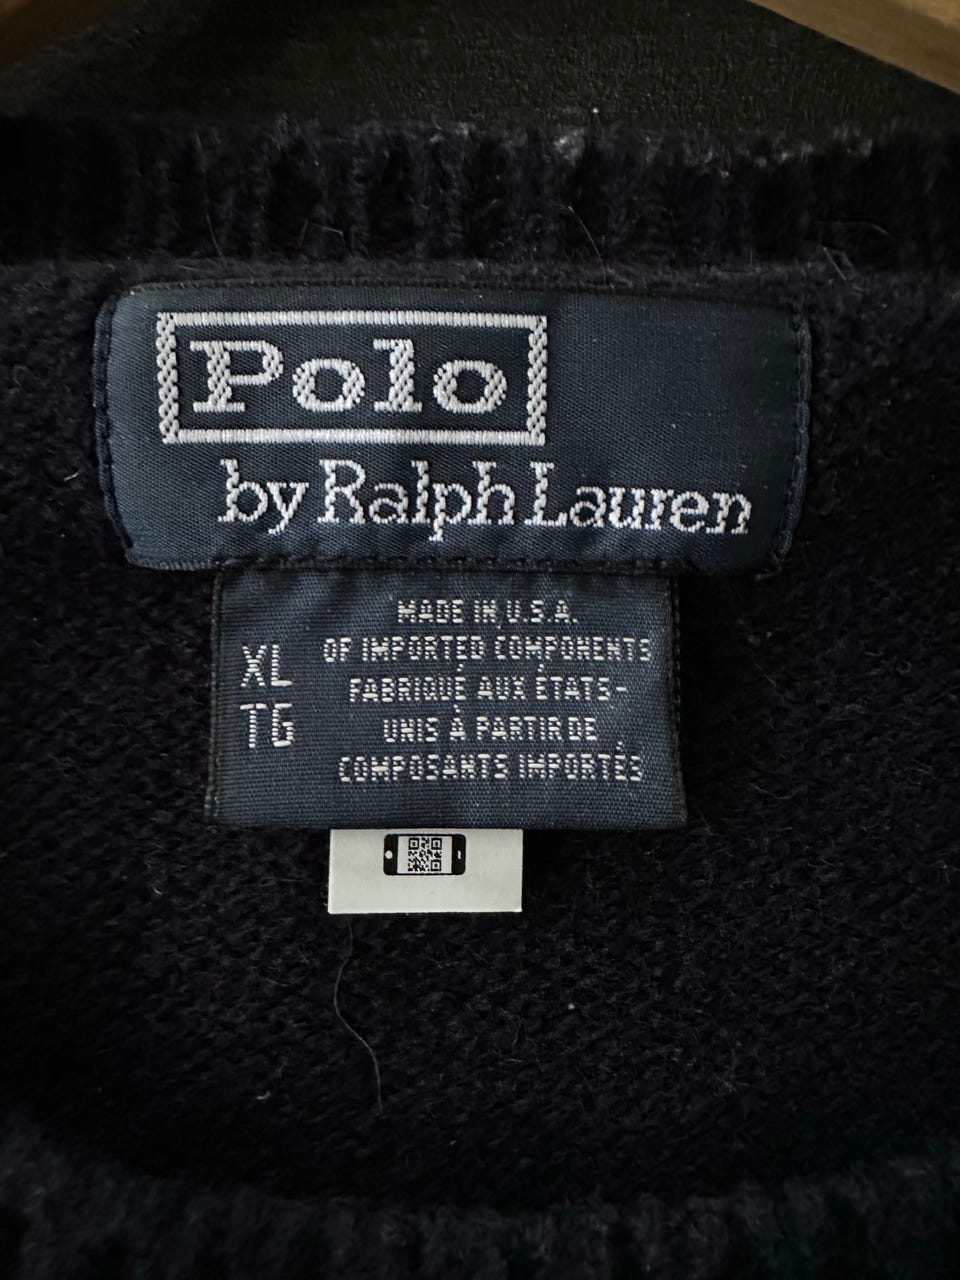 Polo
by Ralph Lauren
XL
TG
MADE IN U.S.A.
OF IMPORTED COMPONENTS
FABRIQUÉ AUX ÉTATS-
UNIS À PARTIR DE
COMPOSANTS IMPORTÉS